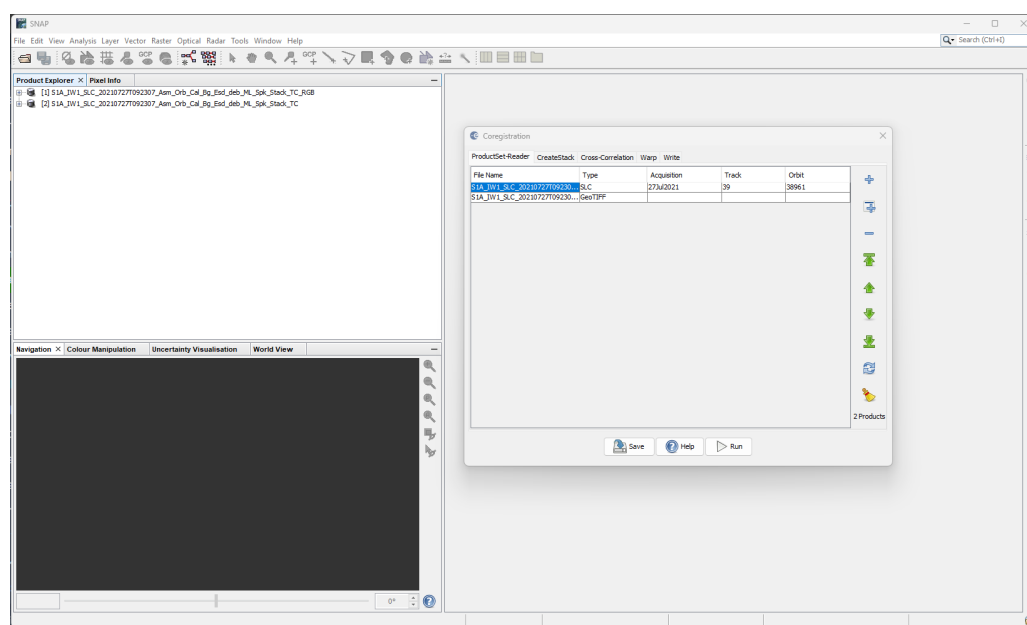 SNAP
File Edit View Analysis Layer Vector Raster Optical Radar Tools Window Help
Search (Ctrl+I)
GCP GCP
Product Explorer × Pixel Info
[1] S1A_IW1_SLC_20210727T092307_Asm_Orb_Cal_Bg_Esd_deb_ML_Spk_Stack_TC_RGB
[2] S1A_IW1_SLC_20210727T092307_Asm_Orb_Cal_Bg_Esd_deb_ML_Spk_Stack_TC
Coregistration
ProductSet-Reader CreateStack Cross-Correlation Warp Write
File Name Type Acquisition Track Orbit
S1A_IW1_SLC_20210727T09230... SLC 27Jul2021 39 38961
S1A_IW1_SLC_20210727T09230... GeoTIFF
2 Products
Save Help Run
Navigation × Colour Manipulation Uncertainty Visualisation World View
0°